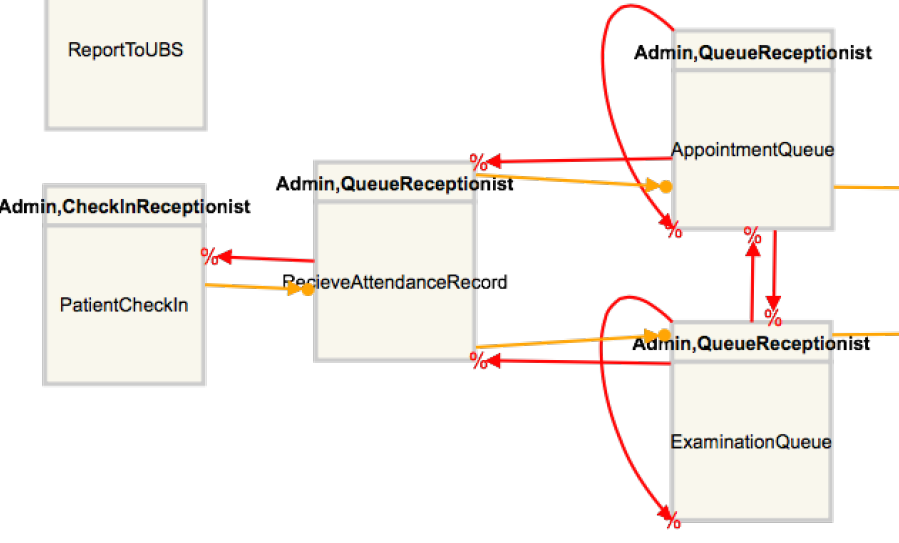 ReportToUBS
Admin,QueueReceptionist
AppointmentQueue
%
%
%
Admin,QueueReceptionist
RecieveAttendanceRecord
%
Admin,CheckInReceptionist
PatientCheckIn
%
%
Admin,QueueReceptionist
ExaminationQueue
%
%